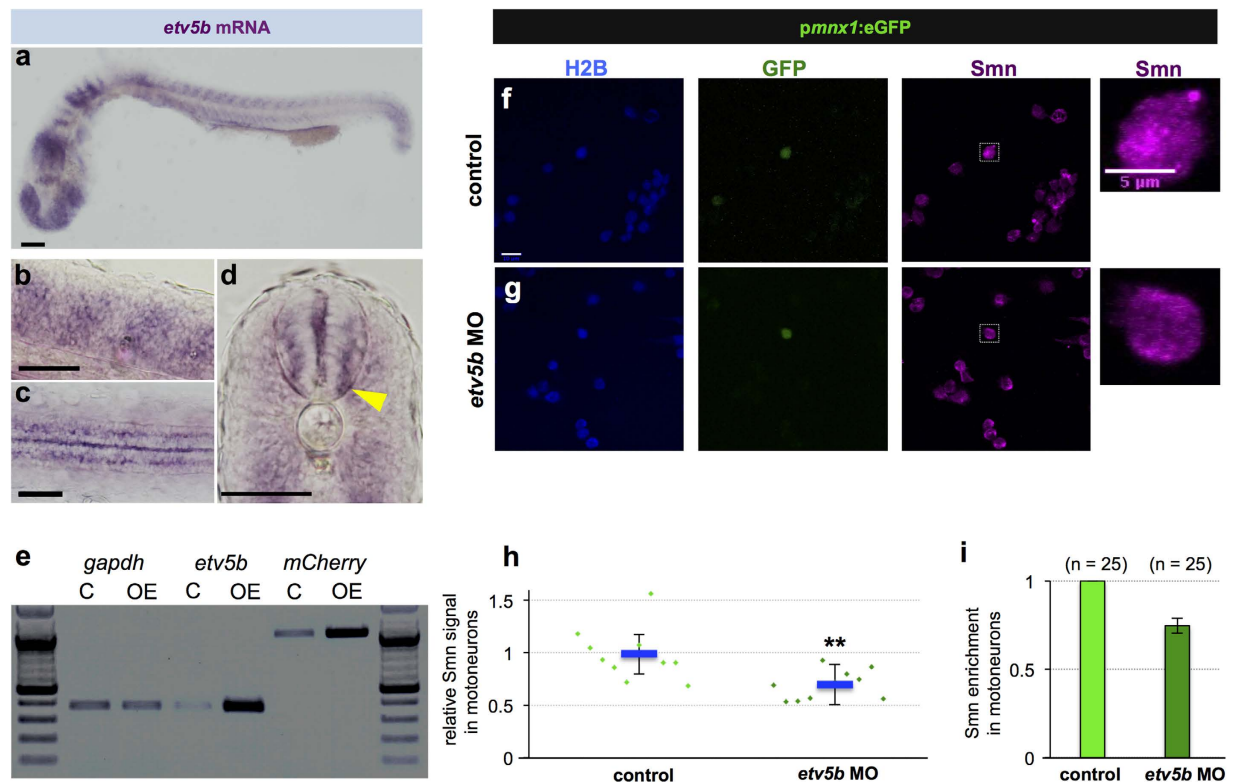 etv5b mRNA
a
b
c
d
pmnx1:eGFP
H2B
GFP
Smn
Smn
f
control
5 µm
g
etv5b MO
e
gapdh
etv5b
mCherry
C
OE
C
OE
C
OE
h
relative Smn signal
in motoneurons
1.5
1
0.5
0
**
control
etv5b MO
i
(n = 25)
(n = 25)
Smn enrichment
in motoneurons
1
0.5
0
control
etv5b MO